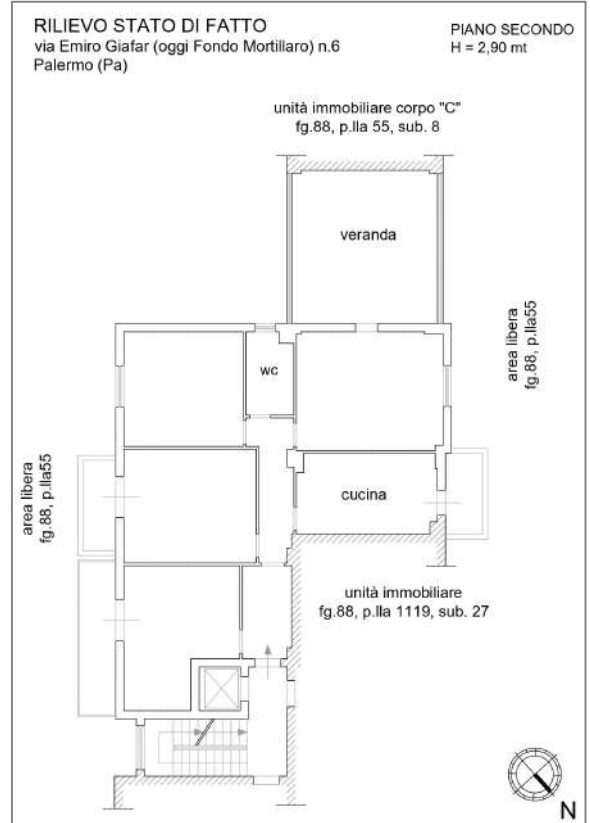 RILIEVO STATO DI FATTO
via Emiro Giafar (oggi Fondo Mortillaro) n.6
Palermo (Pa)
PIANO SECONDO
H = 2,90 mt
unità immobiliare corpo "C"
fg.88, p.lla 55, sub. 8
veranda
area libera
fg.88, p.lla55
wc
cucina
area libera
fg.88, p.lla55
unità immobiliare
fg.88, p.lla 1119, sub. 27
N